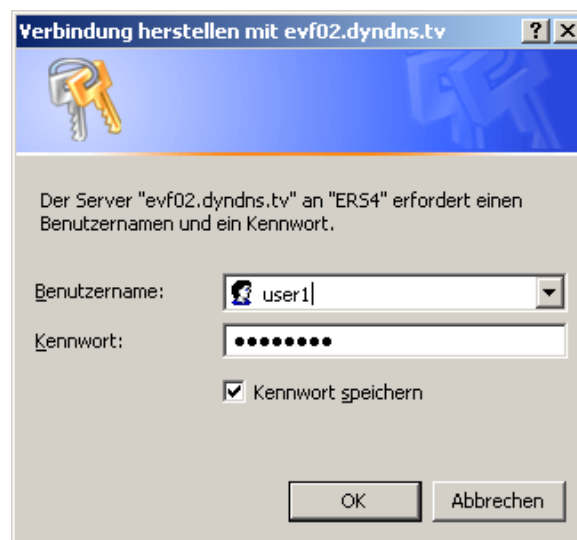 Verbindung herstellen mit evf02.dyndns.tv
Der Server "evf02.dyndns.tv" an "ERS4" erfordert einen
Benutzernamen und ein Kennwort.
Benutzername:
user1
Kennwort:
●●●●●●●●
Kennwort speichern
OK
Abbrechen